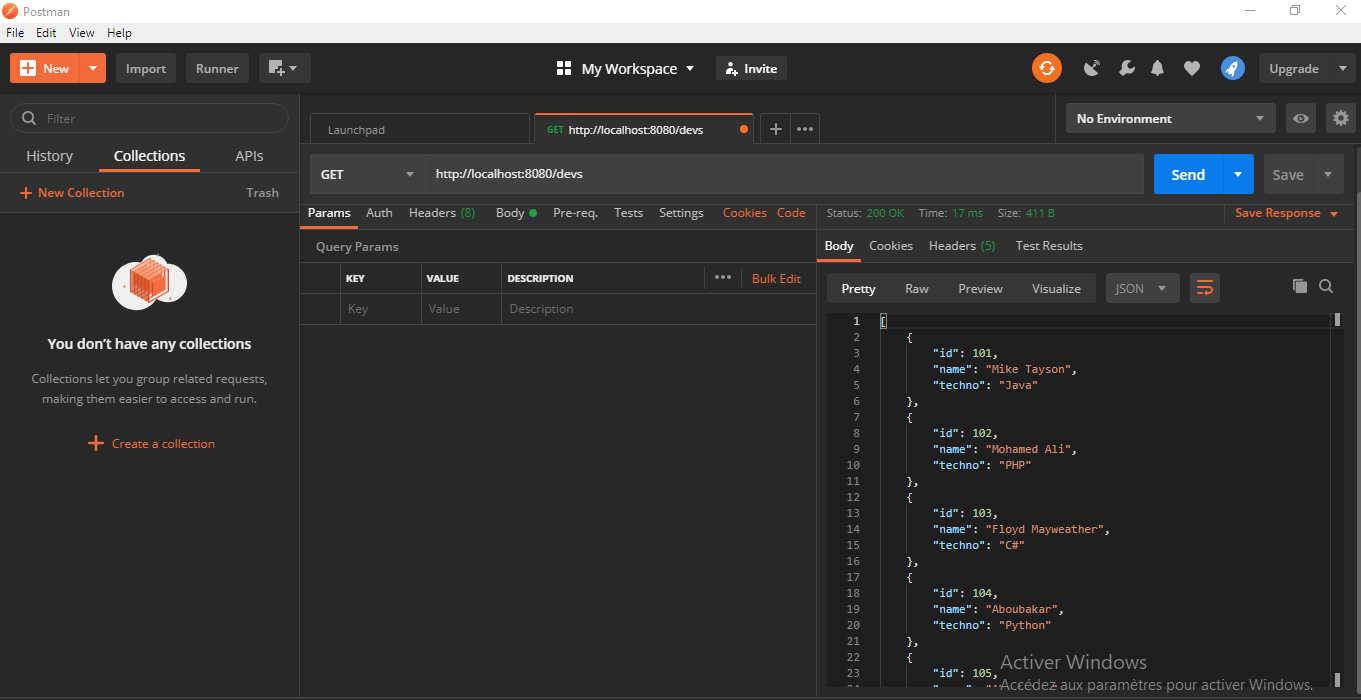 Postman
File Edit View Help
New Import Runner My Workspace Invite Upgrade
Filter
History Collections APIs
New Collection Trash
You don't have any collections
Collections let you group related requests,
making them easier to access and run.
Create a collection
Launchpad GET http://localhost:8080/devs No Environment
GET http://localhost:8080/devs Send Save
Params Auth Headers (8) Body Pre-req. Tests Settings Cookies Code
Query Params
KEY VALUE DESCRIPTION Bulk Edit
Key Value Description
Status: 200 OK Time: 17 ms Size: 411 B Save Response
Body Cookies Headers (5) Test Results
Pretty Raw Preview Visualize JSON
1 [
2 {
3 "id": 101,
4 "name": "Mike Tayson",
5 "techno": "Java"
6 },
7 {
8 "id": 102,
9 "name": "Mohamed Ali",
10 "techno": "PHP"
11 },
12 {
13 "id": 103,
14 "name": "Floyd Mayweather",
15 "techno": "C#"
16 },
17 {
18 "id": 104,
19 "name": "Aboubakar",
20 "techno": "Python"
21 },
22 {
23 "id": 105,
Activer Windows
Accédez aux paramètres pour activer Windows.